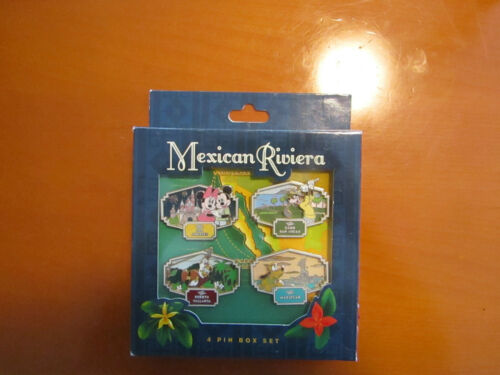 Mexican Riviera
CABO
SAN LUCAS
PUERTO
VALLARTA
MAZATLAN
4 PIN BOX SET